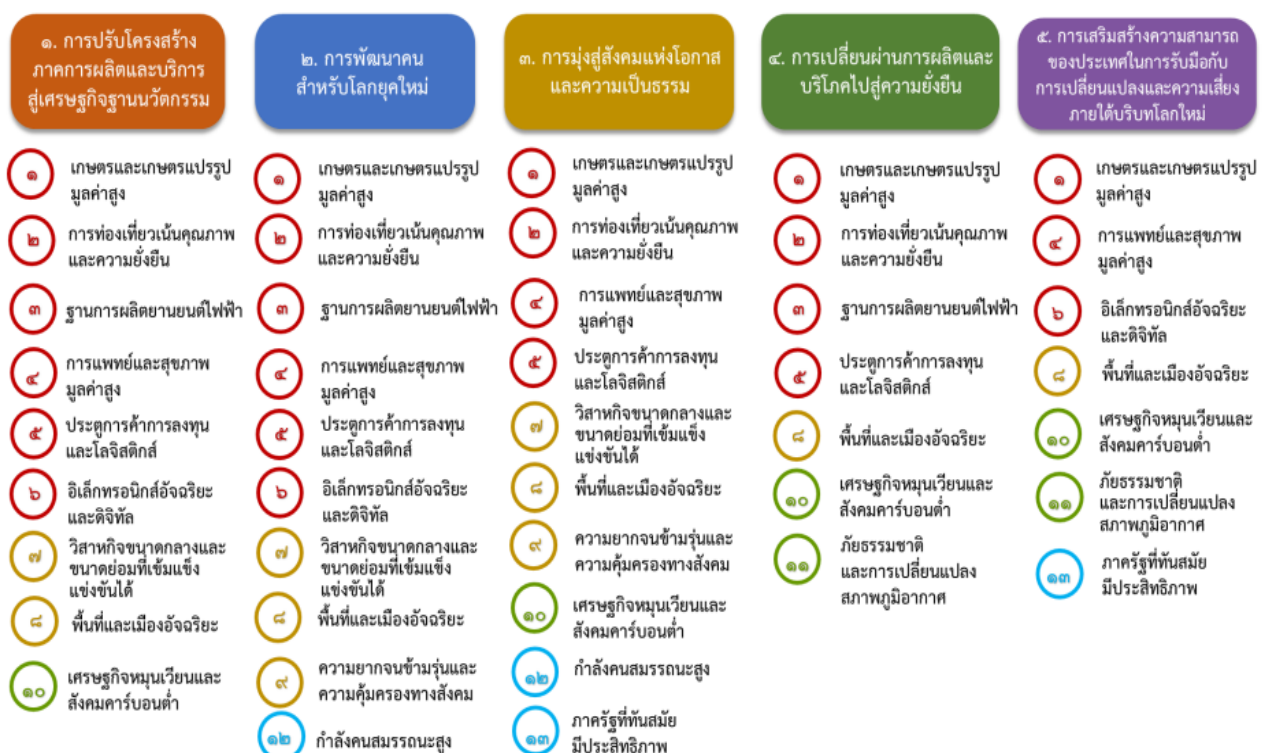 ๑. การปรับโครงสร้าง
ภาคการผลิตและบริการ
สู่เศรษฐกิจฐานนวัตกรรม
๑
เกษตรและเกษตรแปรรูป
มูลค่าสูง
๒
การท่องเที่ยวเน้นคุณภาพ
และความยั่งยืน
๓
ฐานการผลิตยานยนต์ไฟฟ้า
๔
การแพทย์และสุขภาพ
มูลค่าสูง
๕
ประตูการค้าการลงทุน
และโลจิสติกส์
๖
อิเล็กทรอนิกส์อัจฉริยะ
และดิจิทัล
๗
วิสาหกิจขนาดกลางและ
ขนาดย่อมที่เข้มแข็ง
แข่งขันได้
๘
พื้นที่และเมืองอัจฉริยะ
๑๐
เศรษฐกิจหมุนเวียนและ
สังคมคาร์บอนต่ำ
๒. การพัฒนาคน
สำหรับโลกยุคใหม่
๑
เกษตรและเกษตรแปรรูป
มูลค่าสูง
๒
การท่องเที่ยวเน้นคุณภาพ
และความยั่งยืน
๓
ฐานการผลิตยานยนต์ไฟฟ้า
๔
การแพทย์และสุขภาพ
มูลค่าสูง
๕
ประตูการค้าการลงทุน
และโลจิสติกส์
๖
อิเล็กทรอนิกส์อัจฉริยะ
และดิจิทัล
๗
วิสาหกิจขนาดกลางและ
ขนาดย่อมที่เข้มแข็ง
แข่งขันได้
๘
พื้นที่และเมืองอัจฉริยะ
๙
ความยากจนข้ามรุ่นและ
ความคุ้มครองทางสังคม
๑๒
กำลังคนสมรรถนะสูง
๓. การมุ่งสู่สังคมแห่งโอกาส
และความเป็นธรรม
๑
เกษตรและเกษตรแปรรูป
มูลค่าสูง
๒
การท่องเที่ยวเน้นคุณภาพ
และความยั่งยืน
๔
การแพทย์และสุขภาพ
มูลค่าสูง
๕
ประตูการค้าการลงทุน
และโลจิสติกส์
๗
วิสาหกิจขนาดกลางและ
ขนาดย่อมที่เข้มแข็ง
แข่งขันได้
๘
พื้นที่และเมืองอัจฉริยะ
๙
ความยากจนข้ามรุ่นและ
ความคุ้มครองทางสังคม
๑๐
เศรษฐกิจหมุนเวียนและ
สังคมคาร์บอนต่ำ
๑๒
กำลังคนสมรรถนะสูง
๑๓
ภาครัฐที่ทันสมัย
มีประสิทธิภาพ
๔. การเปลี่ยนผ่านการผลิตและ
บริโภคไปสู่ความยั่งยืน
๑
เกษตรและเกษตรแปรรูป
มูลค่าสูง
๒
การท่องเที่ยวเน้นคุณภาพ
และความยั่งยืน
๓
ฐานการผลิตยานยนต์ไฟฟ้า
๕
ประตูการค้าการลงทุน
และโลจิสติกส์
๘
พื้นที่และเมืองอัจฉริยะ
๑๐
เศรษฐกิจหมุนเวียนและ
สังคมคาร์บอนต่ำ
๑๑
ภัยธรรมชาติ
และการเปลี่ยนแปลง
สภาพภูมิอากาศ
๕. การเสริมสร้างความสามารถ
ของประเทศในการรับมือกับ
การเปลี่ยนแปลงและความเสี่ยง
ภายใต้บริบทโลกใหม่
๑
เกษตรและเกษตรแปรรูป
มูลค่าสูง
๔
การแพทย์และสุขภาพ
มูลค่าสูง
๖
อิเล็กทรอนิกส์อัจฉริยะ
และดิจิทัล
๘
พื้นที่และเมืองอัจฉริยะ
๑๐
เศรษฐกิจหมุนเวียนและ
สังคมคาร์บอนต่ำ
๑๑
ภัยธรรมชาติ
และการเปลี่ยนแปลง
สภาพภูมิอากาศ
๑๓
ภาครัฐที่ทันสมัย
มีประสิทธิภาพ